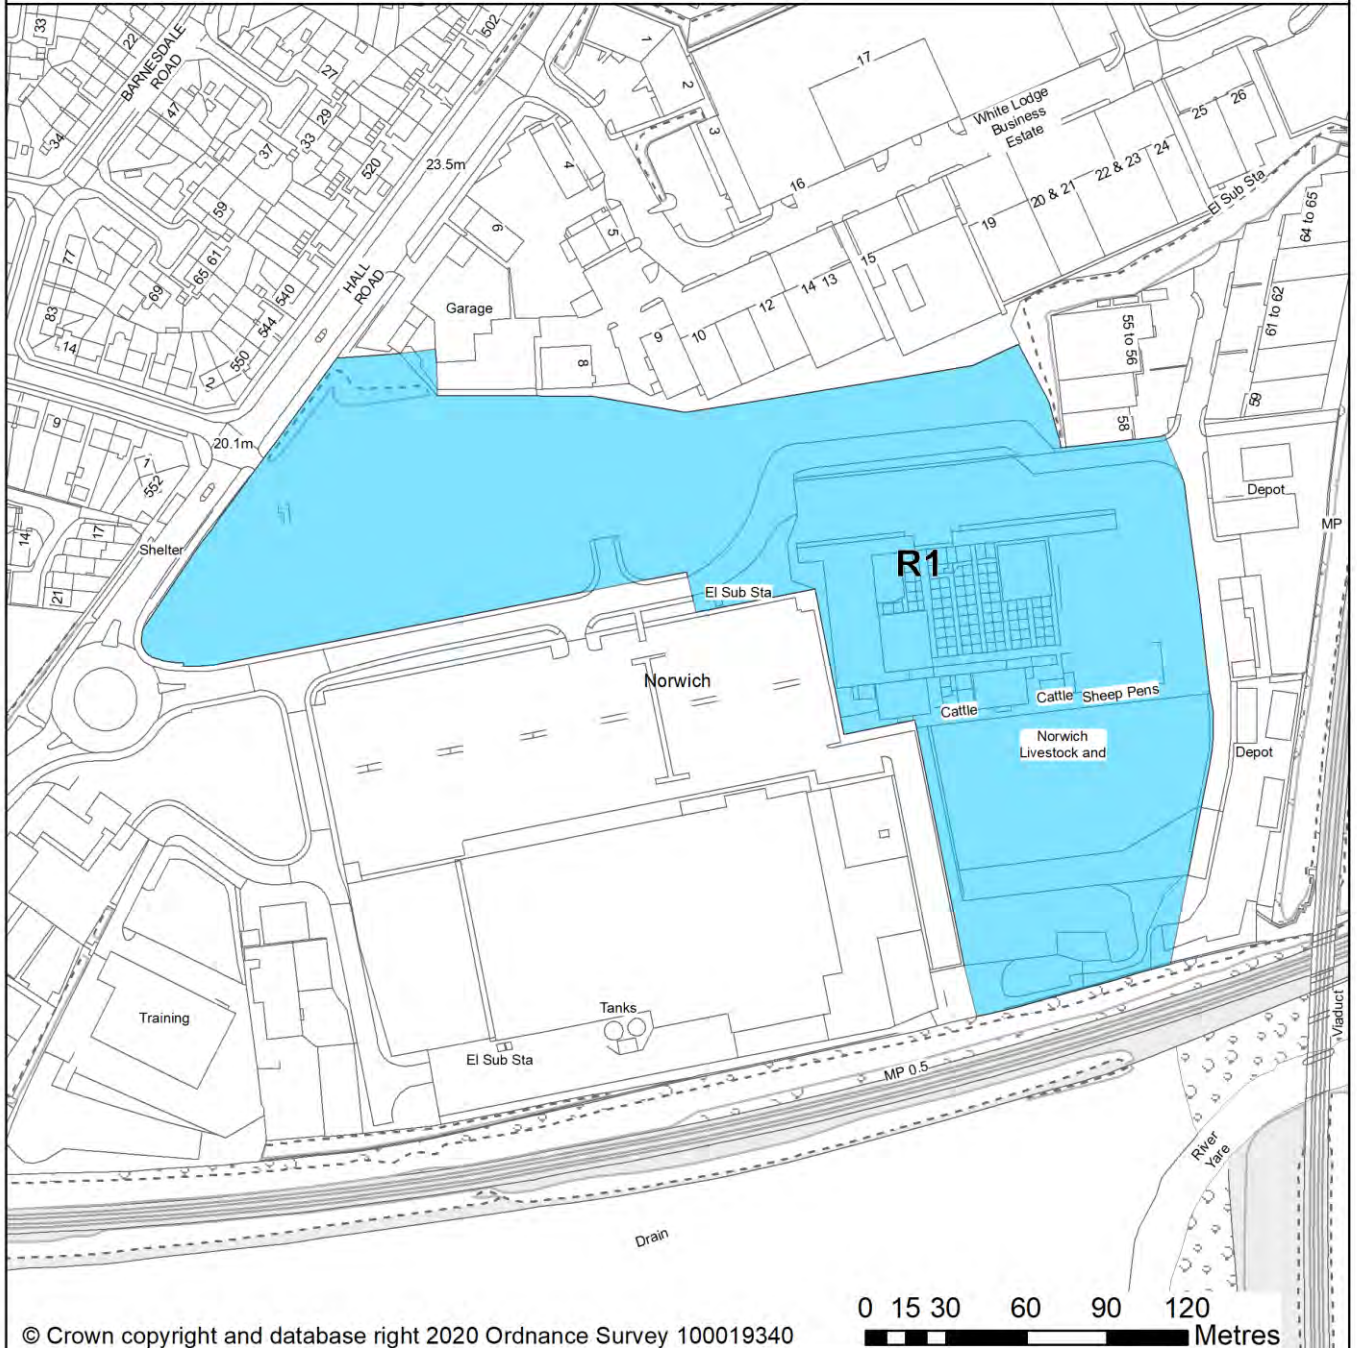 33
22
BARNESDALE
ROAD
502
27
29
33
47
37
34
520
59
23.5m
1
2
3
4
5
6
17
White Lodge
Business
Estate
16
25
26
24
22 & 23
20 & 21
19
El Sub Sta
64 to 65
77
83
14
69
65
61
540
544
550
2
HALL
ROAD
Garage
8
9
10
12
14
13
15
55 to 56
58
61 to 62
59
9
1
552
20.1m
14
17
21
Shelter
Depot
MP
R1
El Sub Sta
Norwich
Cattle
Cattle
Sheep Pens
Norwich
Livestock and
Depot
Training
Tanks
El Sub Sta
MP 0.5
Viaduct
River
Yare
Drain
0 15 30 60 90 120
Metres
© Crown copyright and database right 2020 Ordnance Survey 100019340